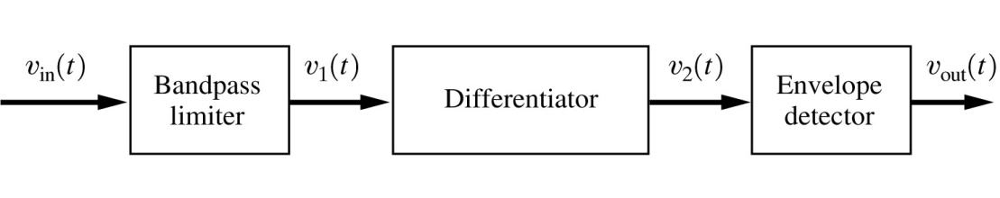 v_in(t)
Bandpass
limiter
v_1(t)
Differentiator
v_2(t)
Envelope
detector
v_out(t)